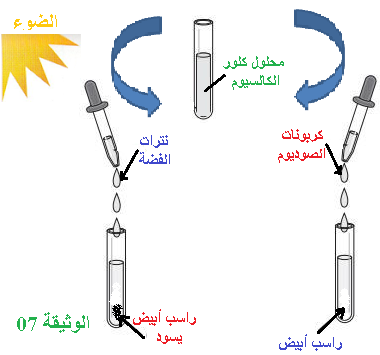 الضوء
محلول كلور
الكالسيوم
نترات
الفضة
كربونات
الصوديوم
راسب أبيض
يسود
راسب أبيض
الوثيقة 07